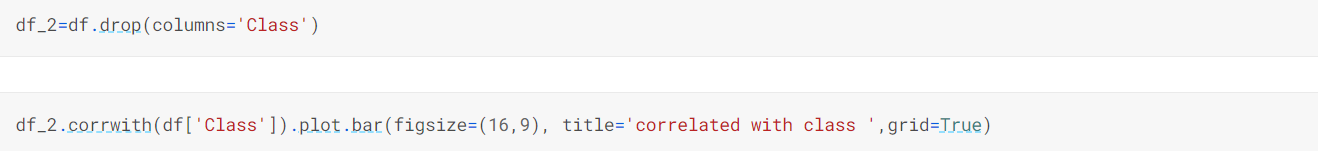 df_2=df.drop(columns='Class')
df_2.corrwith(df['Class']).plot.bar(figsize=(16,9), title='correlated with class ',grid=True)